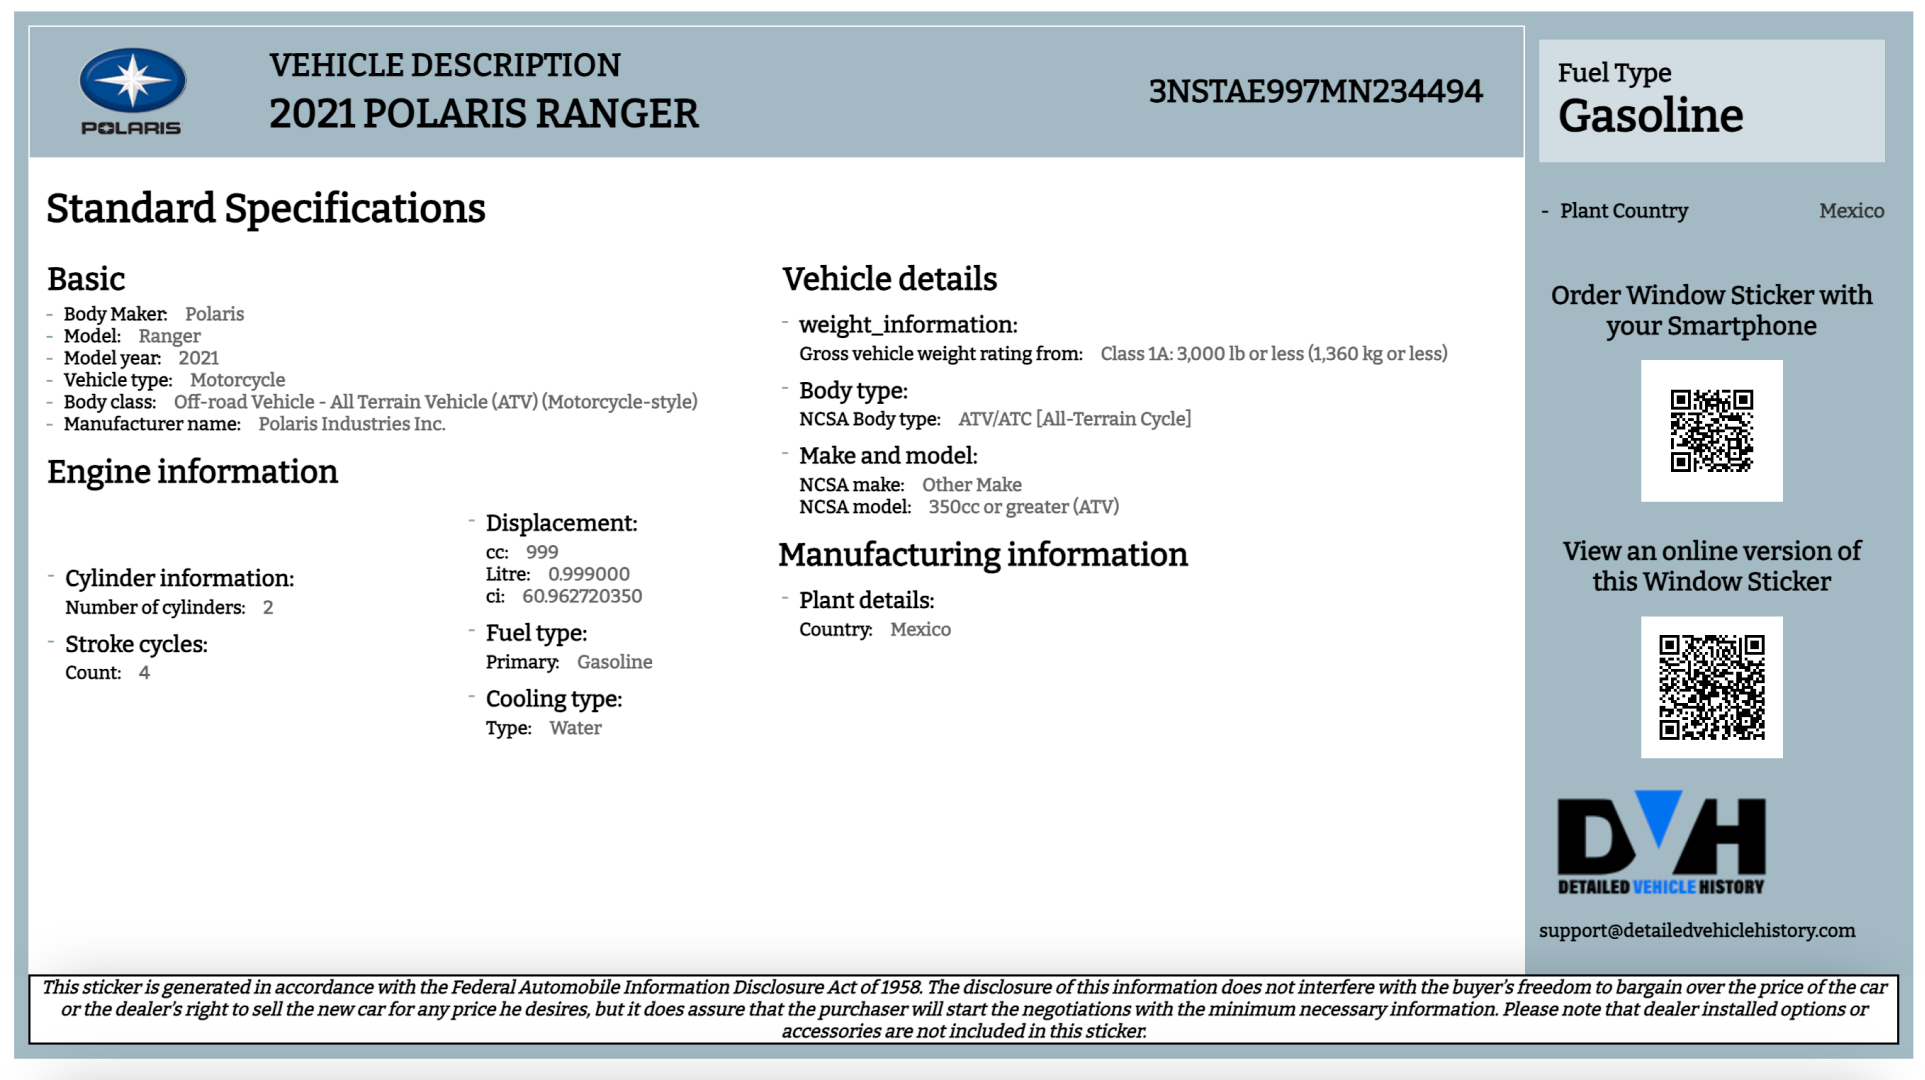 POLARIS
VEHICLE DESCRIPTION
2021 POLARIS RANGER
3NSTAE997MN234494
Fuel Type
Gasoline
- Plant Country Mexico
Order Window Sticker with
your Smartphone
View an online version of
this Window Sticker
DVH
DETAILED VEHICLE HISTORY
support@detailedvehiclehistory.com
Standard Specifications
Basic
- Body Maker: Polaris
- Model: Ranger
- Model year: 2021
- Vehicle type: Motorcycle
- Body class: Off-road Vehicle - All Terrain Vehicle (ATV) (Motorcycle-style)
- Manufacturer name: Polaris Industries Inc.
Engine information
- Cylinder information:
Number of cylinders: 2
- Stroke cycles:
Count: 4
- Displacement:
cc: 999
Litre: 0.999000
ci: 60.962720350
- Fuel type:
Primary: Gasoline
- Cooling type:
Type: Water
Vehicle details
- weight_information:
Gross vehicle weight rating from: Class 1A: 3,000 lb or less (1,360 kg or less)
- Body type:
NCSA Body type: ATV/ATC [All-Terrain Cycle]
- Make and model:
NCSA make: Other Make
NCSA model: 350cc or greater (ATV)
Manufacturing information
- Plant details:
Country: Mexico
This sticker is generated in accordance with the Federal Automobile Information Disclosure Act of 1958. The disclosure of this information does not interfere with the buyer's freedom to bargain over the price of the car
or the dealer's right to sell the new car for any price he desires, but it does assure that the purchaser will start the negotiations with the minimum necessary information. Please note that dealer installed options or
accessories are not included in this sticker.